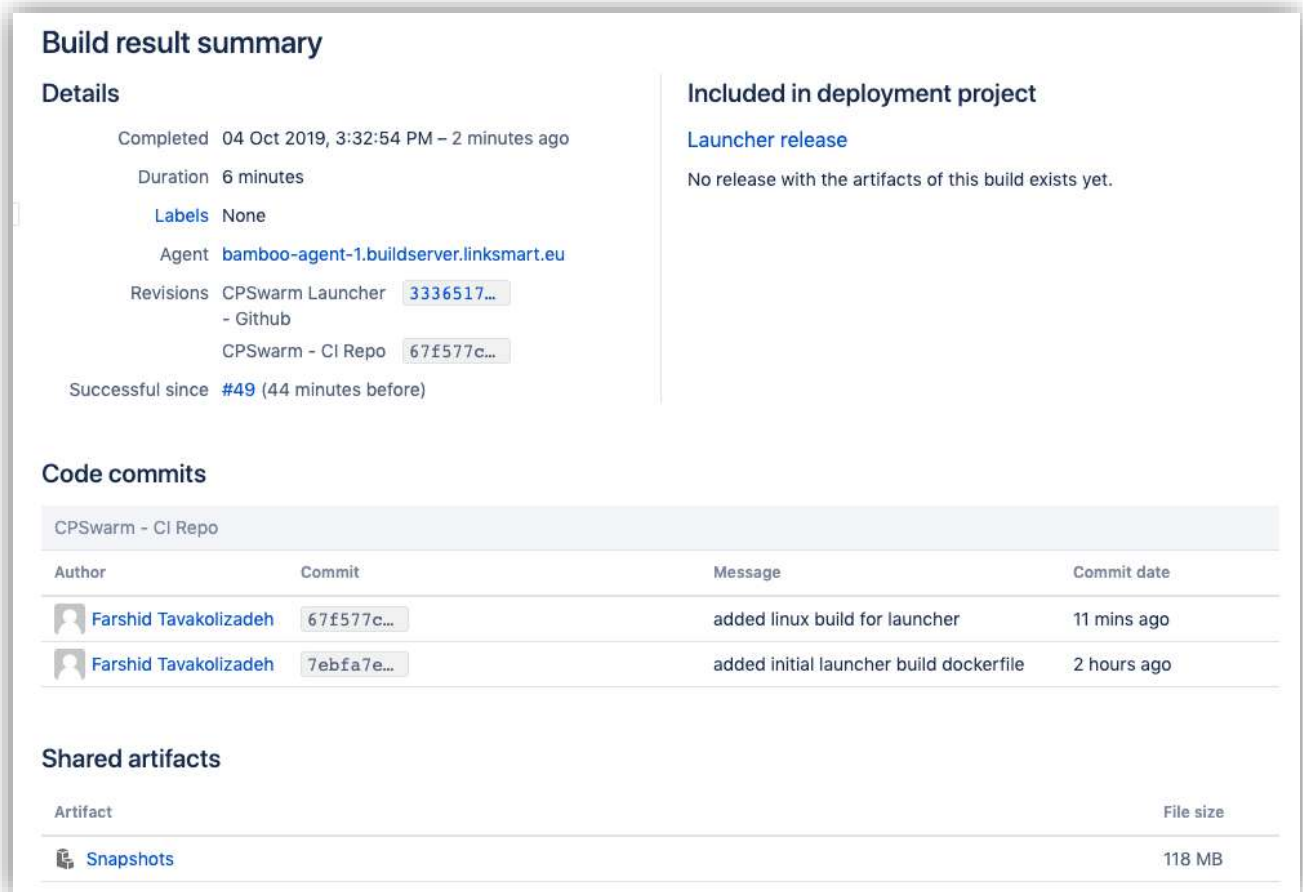 Build result summary
Details
Completed 04 Oct 2019, 3:32:54 PM – 2 minutes ago
Duration 6 minutes
Labels None
Agent bamboo-agent-1.buildserver.linksmart.eu
Revisions CPSwarm Launcher 3336517…
- Github
CPSwarm - CI Repo 67f577c…
Successful since #49 (44 minutes before)
Included in deployment project
Launcher release
No release with the artifacts of this build exists yet.
Code commits
CPSwarm - CI Repo
Author Commit Message Commit date
Farshid Tavakolizadeh 67f577c… added linux build for launcher 11 mins ago
Farshid Tavakolizadeh 7ebfa7e… added initial launcher build dockerfile 2 hours ago
Shared artifacts
Artifact File size
Snapshots 118 MB